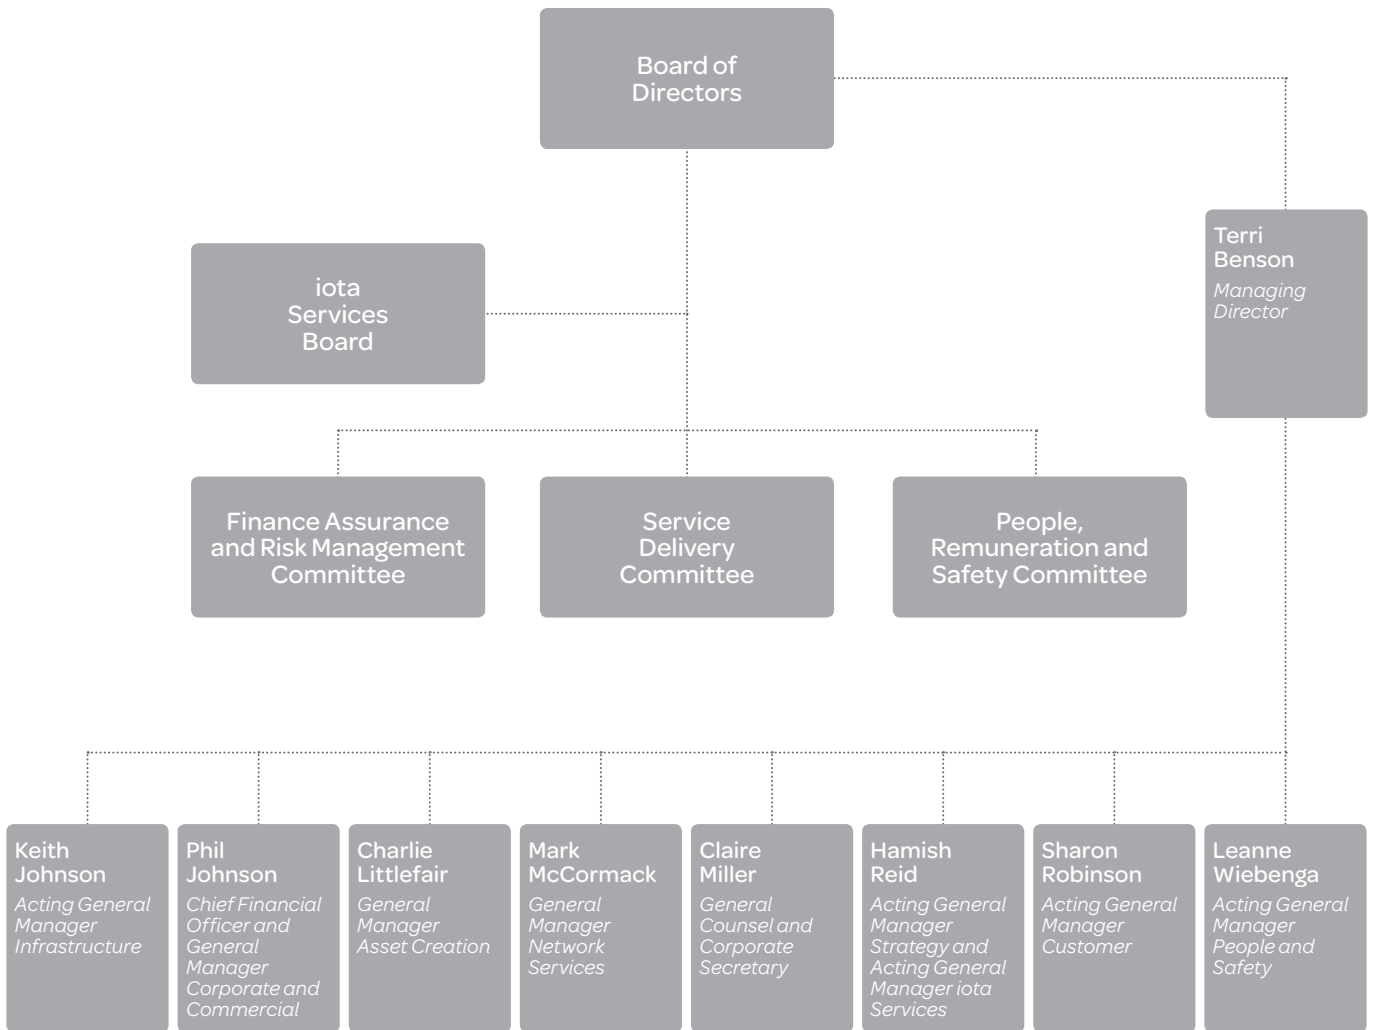 Board of
Directors
Terri
Benson
Managing
Director
iota
Services
Board
Finance Assurance
and Risk Management
Committee
Service
Delivery
Committee
People,
Remuneration and
Safety Committee
Keith
Johnson
Acting General
Manager
Infrastructure
Phil
Johnson
Chief Financial
Officer and
General
Manager
Corporate and
Commercial
Charlie
Littlefair
General
Manager
Asset Creation
Mark
McCormack
General
Manager
Network
Services
Claire
Miller
General
Counsel and
Corporate
Secretary
Hamish
Reid
Acting General
Manager
Strategy and
Acting General
Manager iota
Services
Sharon
Robinson
Acting General
Manager
Customer
Leanne
Wiebenga
Acting General
Manager
People and
Safety